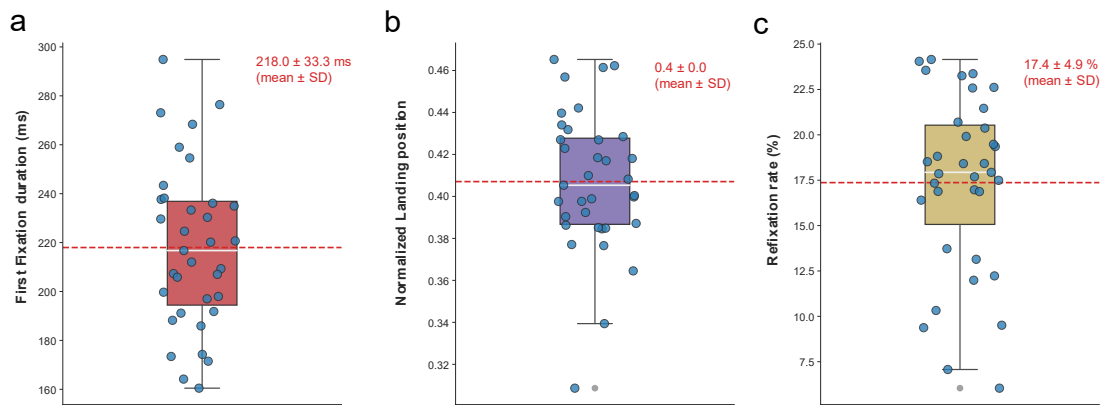 a
First Fixation duration (ms)
300
280
260
240
220
200
180
160
218.0 ± 33.3 ms
(mean ± SD)
b
Normalized Landing position
0.46
0.44
0.42
0.40
0.38
0.36
0.34
0.32
0.4 ± 0.0
(mean ± SD)
c
Refixation rate (%)
25.0
22.5
20.0
17.5
15.0
12.5
10.0
7.5
17.4 ± 4.9 %
(mean ± SD)